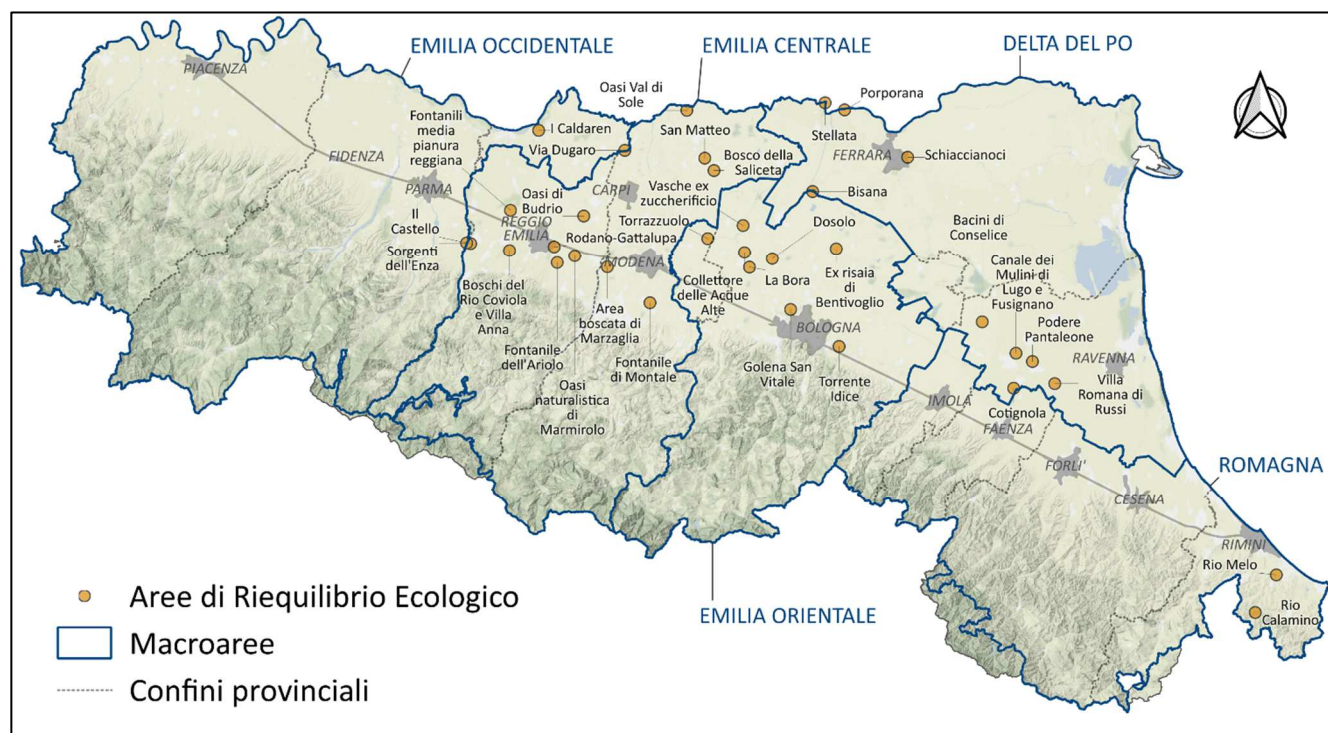 EMILIA OCCIDENTALE
EMILIA CENTRALE
DELTA DEL PO
PIACENZA
Oasi Val di
Sole
Porporana
Fontanili
media
pianura
reggiana
I Caldaren
San Matteo
Stellata
Via Dugaro
Bosco della
Saliceta
FERRARA
Schiaccianoci
FIDENZA
PARMA
CARPI
Vasche ex
zuccherificio
Bisana
Oasi di
Budrio
Il
Castello
REGGIO
EMILIA
Torrazzuolo
Dosolo
Bacini di
Conselice
Sorgenti
dell'Enza
Rodano-Gattalupa
MODENA
Canale dei
Mulini di
Lugo e
Fusignano
Boschi del
Rio Coviola
e Villa
Anna
Collettore
delle Acque
Alte
La Bora
Ex risaia
di
Bentivoglio
Area
boscata di
Marzaglia
BOLOGNA
Podere
Pantaleone
RAVENNA
Fontanile
dell'Ariolo
Fontanile
di Montale
Golena San
Vitale
Torrente
Idice
Villa
Romana di
Russi
Oasi
naturalistica
di
Marmirolo
IMOLA
Cotignola
FAENZA
FORLI'
ROMAGNA
CESENA
RIMINI
Rio Melo
Rio
Calamino
EMILIA ORIENTALE
Aree di Riequilibrio Ecologico
Macroaree
Confini provinciali